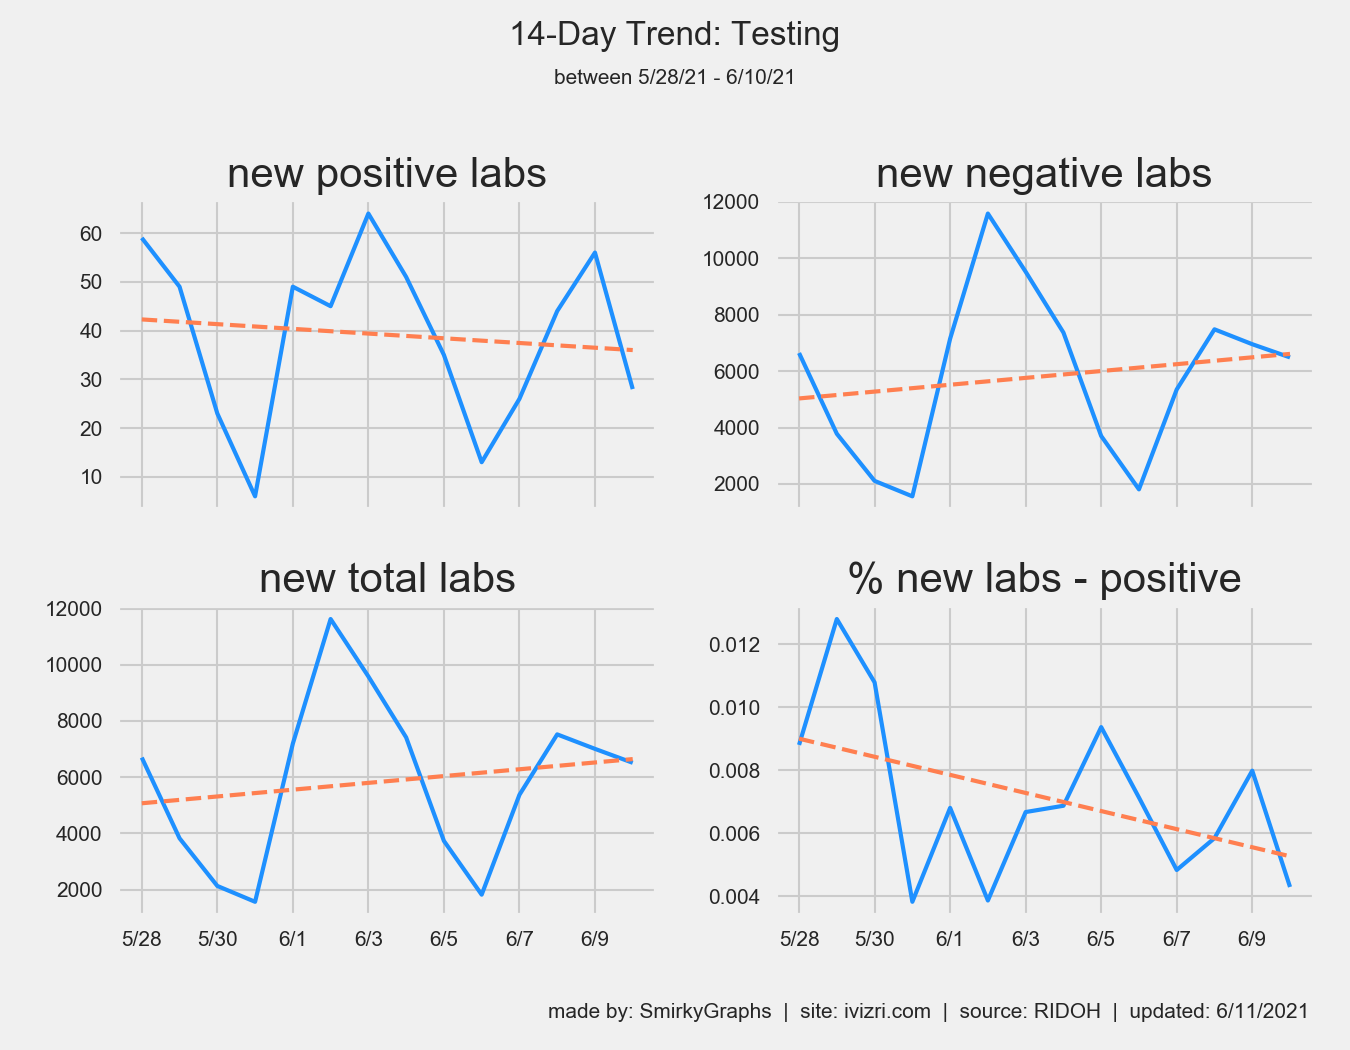 14-Day Trend: Testing
between 5/28/21 - 6/10/21
new positive labs
60
50
40
30
20
10
new negative labs
12000
10000
8000
6000
4000
2000
new total labs
12000
10000
8000
6000
4000
2000
5/28 5/30 6/1 6/3 6/5 6/7 6/9
% new labs - positive
0.012
0.010
0.008
0.006
0.004
5/28 5/30 6/1 6/3 6/5 6/7 6/9
made by: SmirkyGraphs | site: ivizri.com | source: RIDOH | updated: 6/11/2021